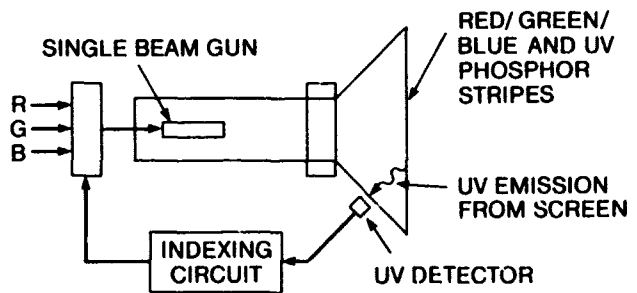 RED/ GREEN/
BLUE AND UV
PHOSPHOR
STRIPES
SINGLE BEAM GUN
R
G
B
UV EMISSION
FROM SCREEN
INDEXING
CIRCUIT
UV DETECTOR